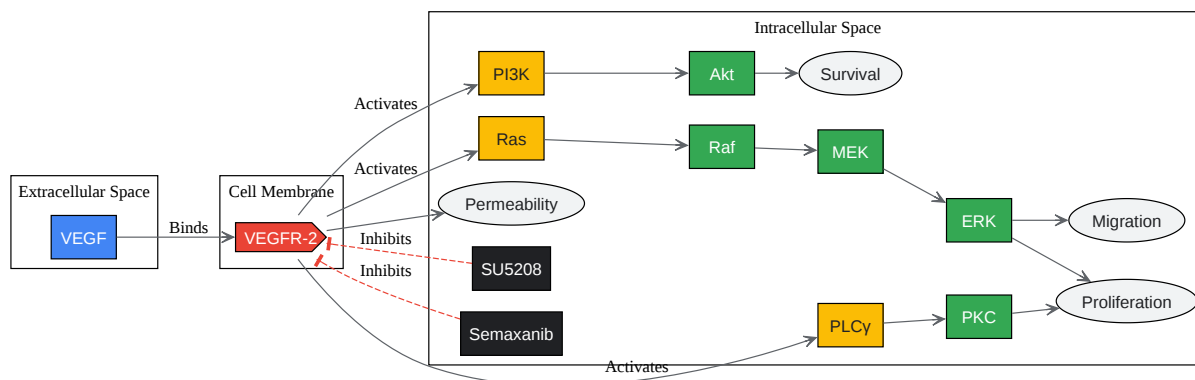 Intracellular Space
PI3K
Akt
Survival
Activates
Ras
Raf
MEK
Activates
Extracellular Space
Cell Membrane
Permeability
ERK
Migration
VEGF
Binds
VEGFR-2
Inhibits
SU5208
Inhibits
Proliferation
Semaxanib
PLCγ
PKC
Activates